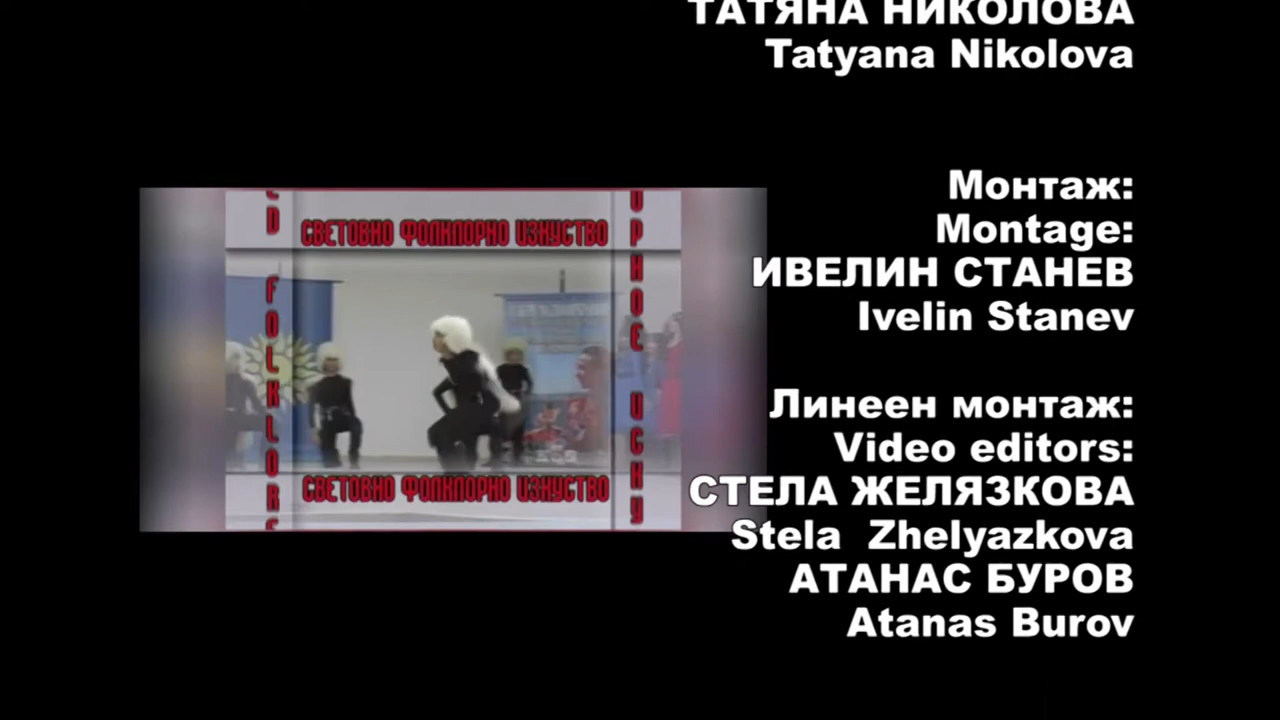 ТАТЯНА НИКОЛОВА
Tatyana Nikolova
Монтаж:
Montage:
ИВЕЛИН СТАНЕВ
Ivelin Stanev
Линеен монтаж:
Video editors:
СТЕЛА ЖЕЛЯЗКОВА
Stela Zhelyazkova
АТАНАС БУРОВ
Atanas Burov
СВЕТОВНО ФОЛКЛОРНО ИЗКУСТВО
FOLKLORE
СВЕТОВНО ФОЛКЛОРНО ИЗКУСТВО